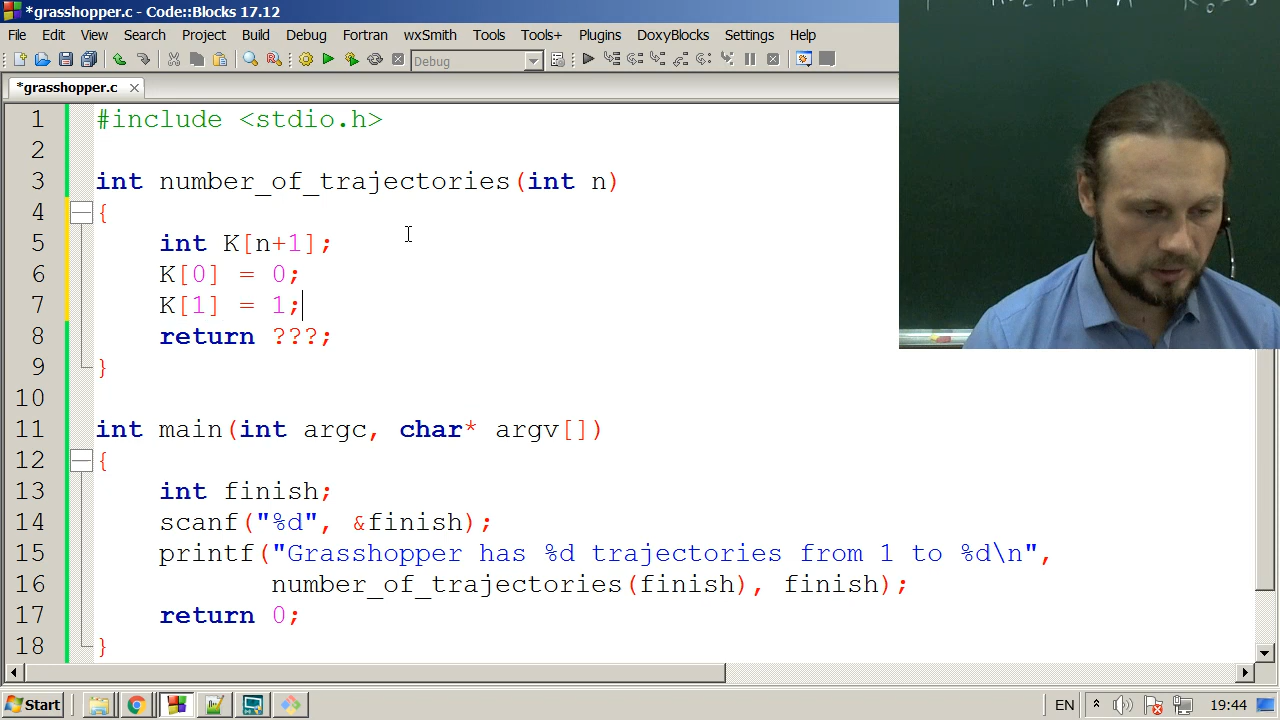 *grasshopper.c - Code::Blocks 17.12
File Edit View Search Project Build Debug Fortran wxSmith Tools Tools+ Plugins DoxyBlocks Settings Help
Debug
*grasshopper.c
1 #include <stdio.h>
2
3 int number_of_trajectories(int n)
4 {
5 int K[n+1];
6 K[0] = 0;
7 K[1] = 1;
8 return ???;
9 }
10
11 int main(int argc, char* argv[])
12 {
13 int finish;
14 scanf("%d", &finish);
15 printf("Grasshopper has %d trajectories from 1 to %d\n",
16 number_of_trajectories(finish), finish);
17 return 0;
18 }
Start EN 19:44